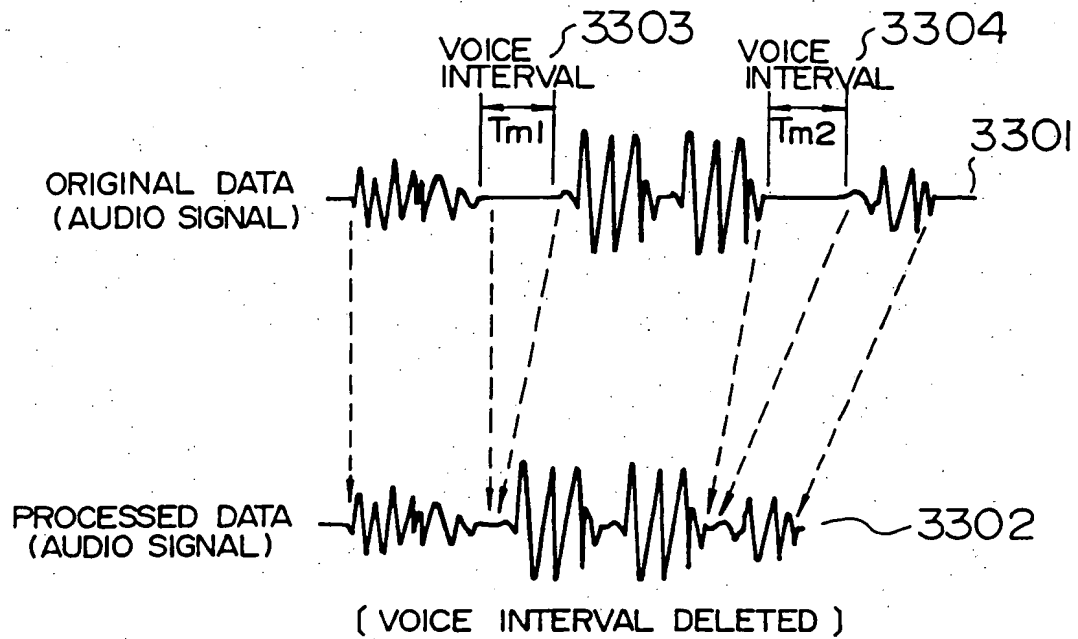 VOICE INTERVAL 3303
Tm1
VOICE INTERVAL 3304
Tm2
3301
ORIGINAL DATA
(AUDIO SIGNAL)
PROCESSED DATA
(AUDIO SIGNAL)
3302
[ VOICE INTERVAL DELETED ]